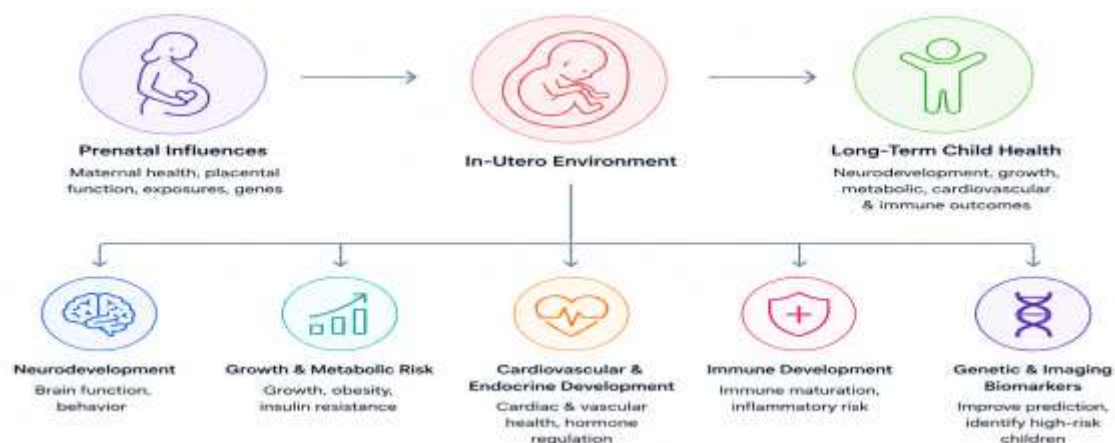 Prenatal Influences
Maternal health, placental
function, exposures, genes
In-Utero Environment
Long-Term Child Health
Neurodevelopment, growth,
metabolic, cardiovascular
& immune outcomes
Neurodevelopment
Brain function,
behavior
Growth & Metabolic Risk
Growth, obesity,
insulin resistance
Cardiovascular &
Endocrine Development
Cardiac & vascular
health, hormone
regulation
Immune Development
Immune maturation,
inflammatory risk
Genetic & Imaging
Biomarkers
Improve prediction,
identify high-risk
children